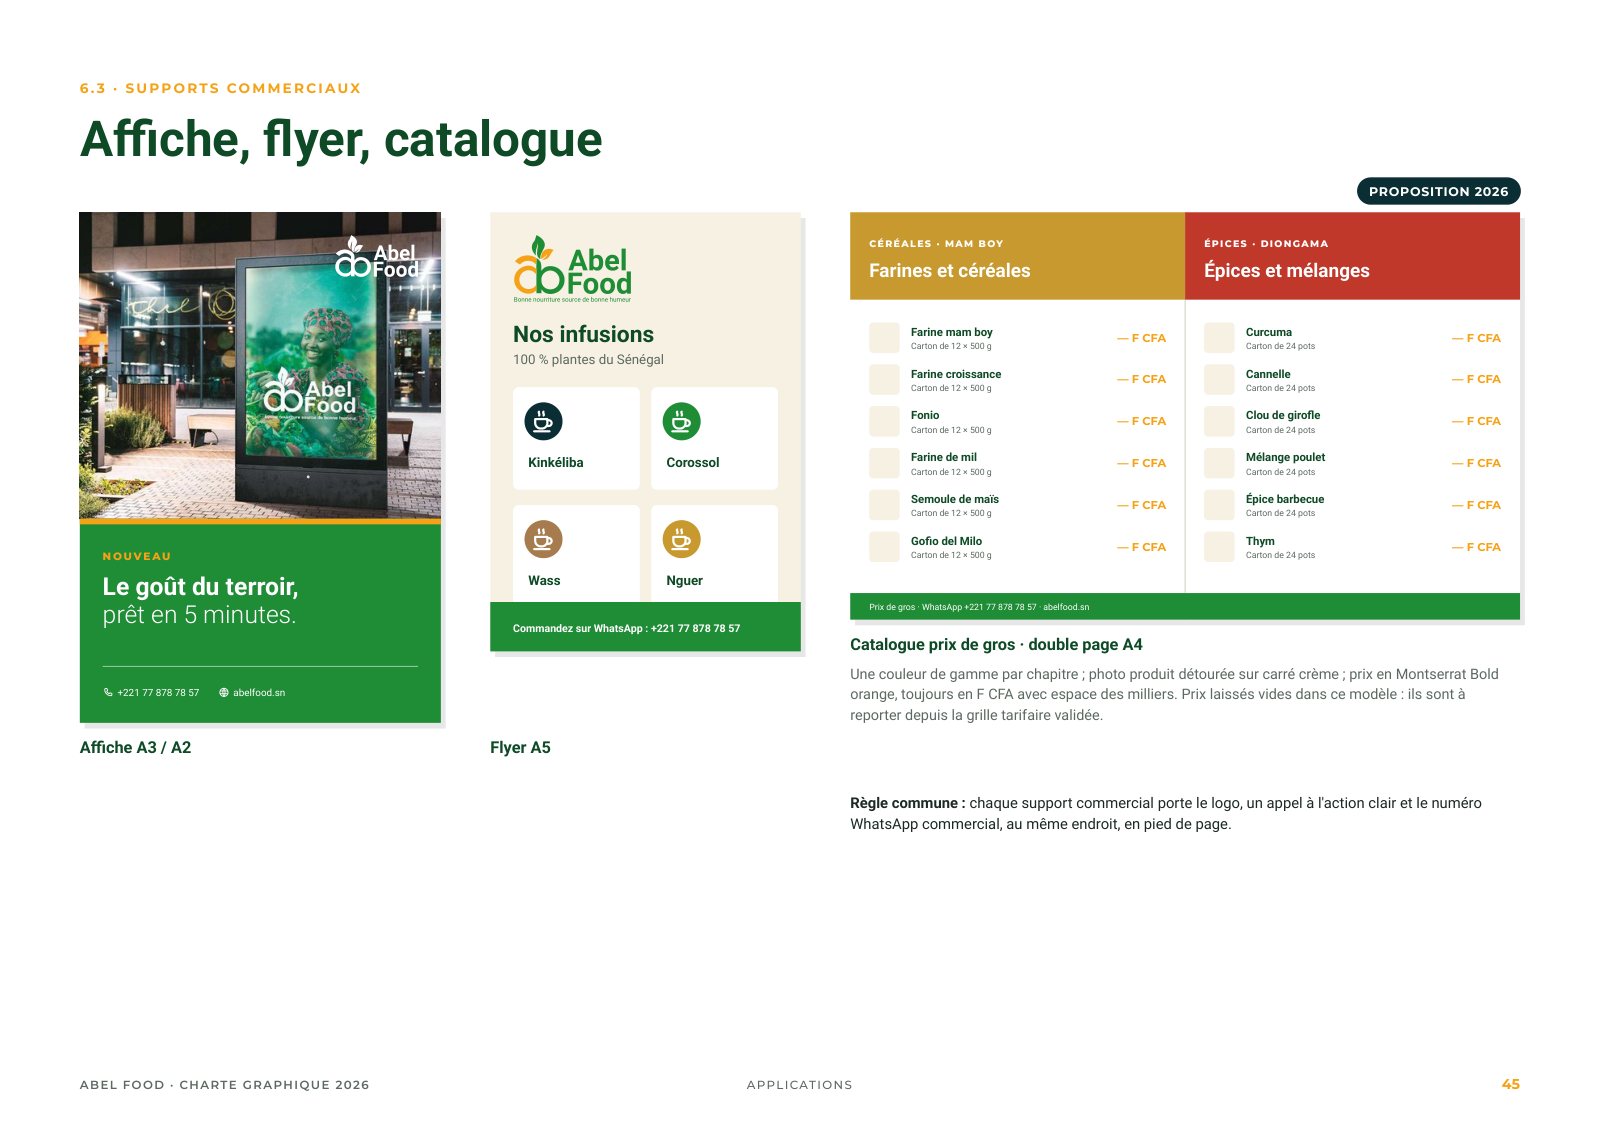 6.3 · SUPPORTS COMMERCIAUX
Affiche, flyer, catalogue
PROPOSITION 2026
Abel
Food
ab
Abel
Food
bonne nourriture source de bonne humeur
NOUVEAU
Le goût du terroir,
prêt en 5 minutes.
+221 77 878 78 57 abelfood.sn
Affiche A3 / A2
ab Abel
Food
Bonne nourriture source de bonne humeur
Nos infusions
100 % plantes du Sénégal
Kinkéliba
Corossol
Wass
Nguer
Commandez sur WhatsApp : +221 77 878 78 57
Flyer A5
CÉRÉALES · MAM BOY
Farines et céréales
Farine mam boy
Carton de 12 × 500 g
— F CFA
Farine croissance
Carton de 12 × 500 g
— F CFA
Fonio
Carton de 12 × 500 g
— F CFA
Farine de mil
Carton de 12 × 500 g
— F CFA
Semoule de maïs
Carton de 12 × 500 g
— F CFA
Gofio del Milo
Carton de 12 × 500 g
— F CFA
ÉPICES · DIONGAMA
Épices et mélanges
Curcuma
Carton de 24 pots
— F CFA
Cannelle
Carton de 24 pots
— F CFA
Clou de girofle
Carton de 24 pots
— F CFA
Mélange poulet
Carton de 24 pots
— F CFA
Épice barbecue
Carton de 24 pots
— F CFA
Thym
Carton de 24 pots
— F CFA
Prix de gros · WhatsApp +221 77 878 78 57 · abelfood.sn
Catalogue prix de gros · double page A4
Une couleur de gamme par chapitre ; photo produit détourée sur carré crème ; prix en Montserrat Bold
orange, toujours en F CFA avec espace des milliers. Prix laissés vides dans ce modèle : ils sont à
reporter depuis la grille tarifaire validée.
Règle commune : chaque support commercial porte le logo, un appel à l'action clair et le numéro
WhatsApp commercial, au même endroit, en pied de page.
ABEL FOOD · CHARTE GRAPHIQUE 2026
APPLICATIONS
45